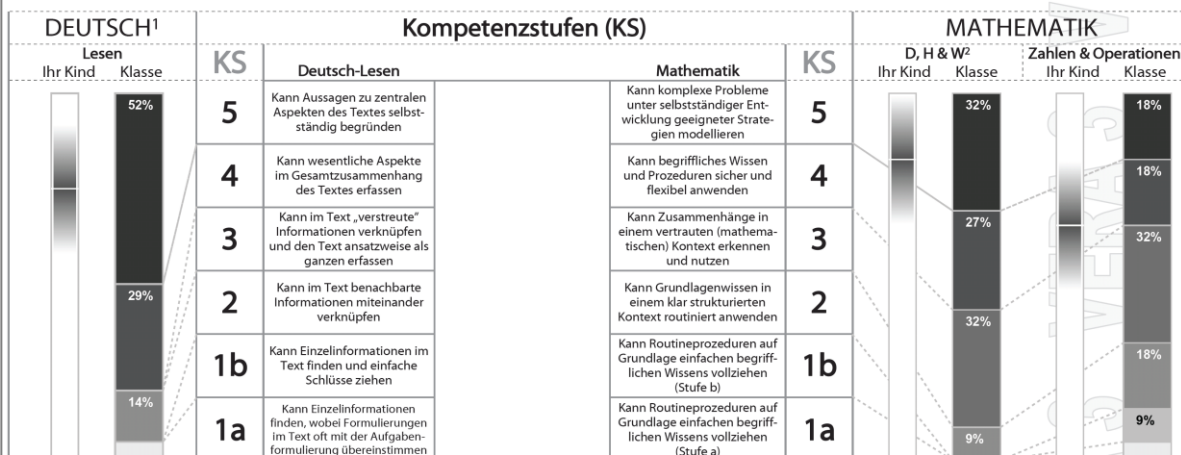 DEUTSCH¹
Kompetenzstufen (KS)
MATHEMATIK
Lesen
Ihr Kind Klasse
KS
Deutsch-Lesen
Mathematik
KS
D, H & W²
Ihr Kind Klasse
Zahlen & Operationen
Ihr Kind Klasse
52%
29%
14%
5
Kann Aussagen zu zentralen
Aspekten des Textes selbst-
ständig begründen
Kann komplexe Probleme
unter selbstständiger Ent-
wicklung geeigneter Strate-
gien modellieren
5
4
Kann wesentliche Aspekte
im Gesamtzusammenhang
des Textes erfassen
Kann begriffliches Wissen
und Prozeduren sicher und
flexibel anwenden
4
3
Kann im Text „verstreute“
Informationen verknüpfen
und den Text ansatzweise als
ganzen erfassen
Kann Zusammenhänge in
einem vertrauten (mathema-
tischen) Kontext erkennen
und nutzen
3
2
Kann im Text benachbarte
Informationen miteinander
verknüpfen
Kann Grundlagenwissen in
einem klar strukturierten
Kontext routiniert anwenden
2
1b
Kann Einzelinformationen im
Text finden und einfache
Schlüsse ziehen
Kann Routineprozeduren auf
Grundlage einfachen begriff-
lichen Wissens vollziehen
(Stufe b)
1b
1a
Kann Einzelinformationen
finden, wobei Formulierungen
im Text oft mit der Aufgaben-
formulierung übereinstimmen
Kann Routineprozeduren auf
Grundlage einfachen begriff-
lichen Wissens vollziehen
(Stufe a)
1a
32%
27%
32%
9%
18%
18%
32%
18%
9%